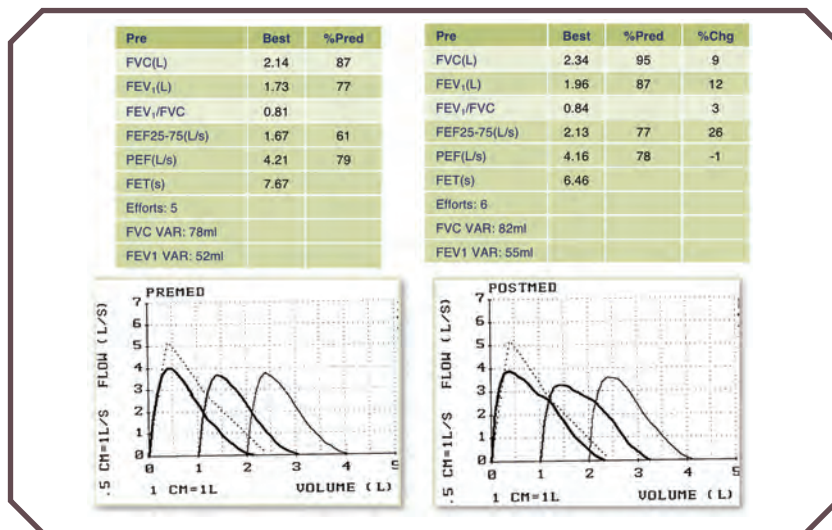 Pre Best %Pred
FVC(L) 2.14 87
FEV₁(L) 1.73 77
FEV₁/FVC 0.81
FEF25-75(L/s) 1.67 61
PEF(L/s) 4.21 79
FET(s) 7.67
Efforts: 5
FVC VAR: 78ml
FEV1 VAR: 52ml
Pre Best %Pred %Chg
FVC(L) 2.34 95 9
FEV₁(L) 1.96 87 12
FEV₁/FVC 0.84 3
FEF25-75(L/s) 2.13 77 26
PEF(L/s) 4.16 78 -1
FET(s) 6.46
Efforts: 6
FVC VAR: 82ml
FEV1 VAR: 55ml
PREMED
.5 CM=1L/S FLOW (L/S)
7
6
5
4
3
2
1
0
0 1 2 3 4 5
1 CM=1L VOLUME (L)
POSTMED
.5 CM=1L/S FLOW (L/S)
7
6
5
4
3
2
1
0
0 1 2 3 4 5
1 CM=1L VOLUME (L)